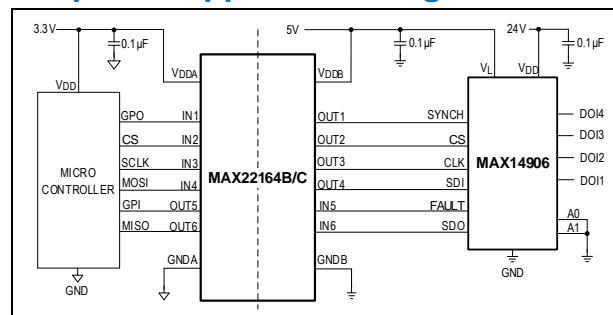 3.3V
0.1µF
5V
0.1µF
24V
0.1µF
VDD
VDDA
VDDB
VL
VDD
GPO
IN1
OUT1
SYNCH
DOI4
CS
IN2
OUT2
CS
DOI3
SCLK
IN3
OUT3
CLK
DOI2
MICRO
CONTROLLER
MAX22164B/C
MAX14906
MOSI
IN4
OUT4
SDI
DOI1
GPI
OUT5
IN5
FAULT
A0
MISO
OUT6
IN6
SDO
A1
GNDA
GNDB
GND
GND